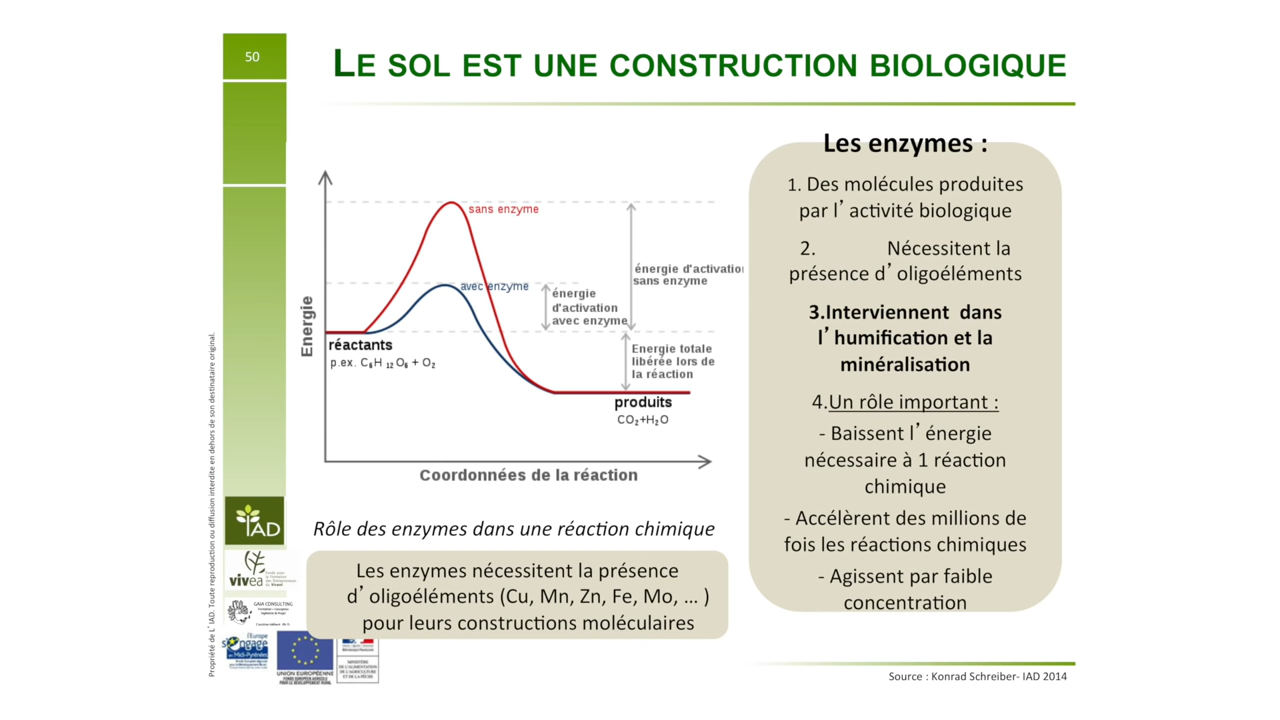 50
LE SOL EST UNE CONSTRUCTION BIOLOGIQUE
Energie
sans enzyme
avec enzyme
énergie
d'activation
avec enzyme
énergie d'activation
sans enzyme
réactants
p.ex. C₆H₁₂O₆ + O₂
Energie totale
libérée lors de
la réaction
produits
CO₂+H₂O
Coordonnées de la réaction
Rôle des enzymes dans une réaction chimique
Les enzymes nécessitent la présence
d’oligoéléments (Cu, Mn, Zn, Fe, Mo, … )
pour leurs constructions moléculaires
Les enzymes :
1. Des molécules produites
par l’activité biologique
2. Nécessitent la
présence d’oligoéléments
3.Interviennent dans
l’humification et la
minéralisation
4.Un rôle important :
- Baissent l’énergie
nécessaire à 1 réaction
chimique
- Accélèrent des millions de
fois les réactions chimiques
- Agissent par faible
concentration
Propriété de L’IAD. Toute reproduction ou diffusion interdite en dehors de son destinataire original.
IAD
vivea
GAIA CONSULTING
l'Europe
s'engage
en Midi-Pyrénées
UNION EUROPÉENNE
Source : Konrad Schreiber- IAD 2014